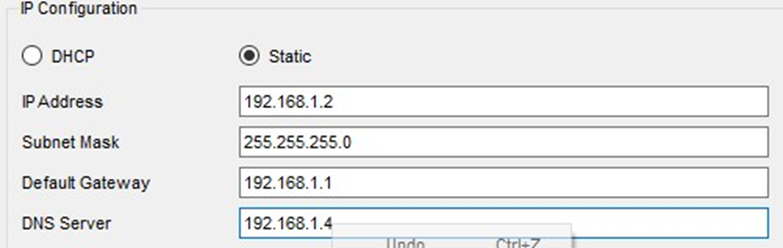 IP Configuration
DHCP Static
IP Address 192.168.1.2
Subnet Mask 255.255.255.0
Default Gateway 192.168.1.1
DNS Server 192.168.1.4
Undo Ctrl+Z